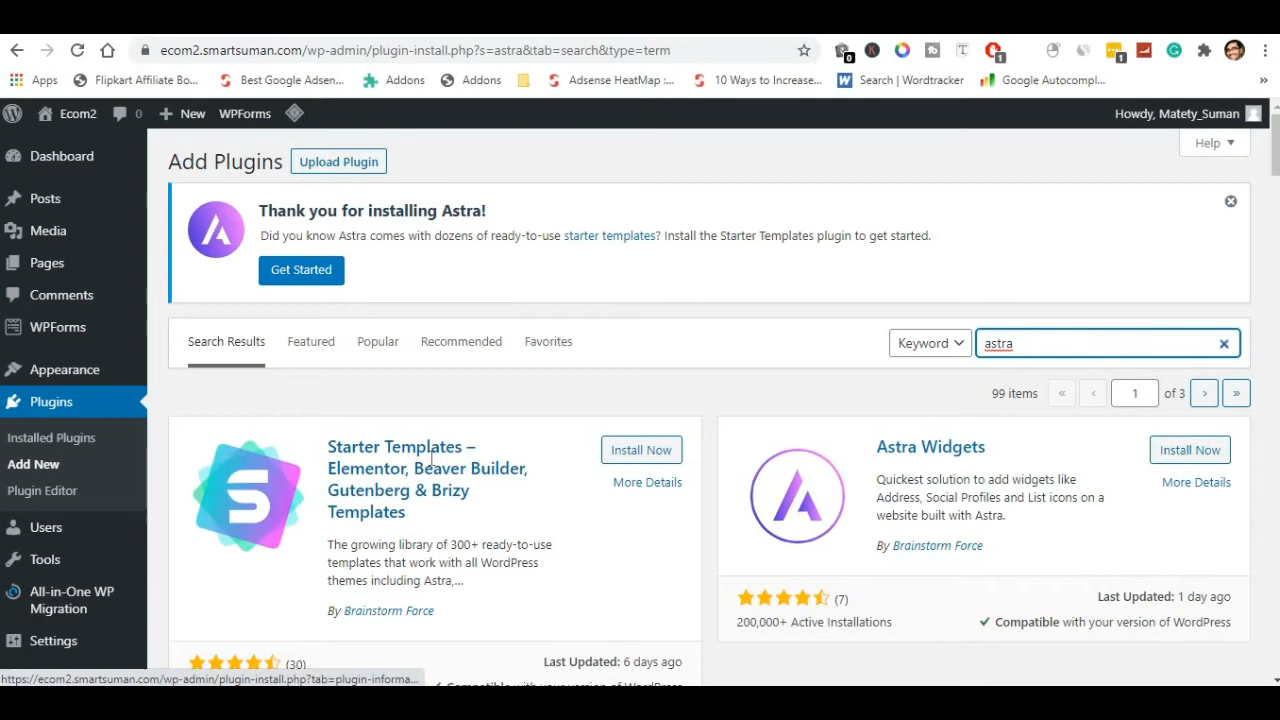 ecom2.smartsuman.com/wp-admin/plugin-install.php?s=astra&tab=search&type=term
0
1
1
Apps
Flipkart Affiliate Bo...
Best Google Adsen...
Addons
Addons
Adsense HeatMap :...
10 Ways to Increase...
Search | Wordtracker
Google Autocompl...
»
Ecom2
0
New
WPForms
Howdy, Matety_Suman
Dashboard
Posts
Media
Pages
Comments
WPForms
Appearance
Plugins
Installed Plugins
Add New
Plugin Editor
Users
Tools
All-in-One WP
Migration
Settings
Help
Add Plugins
Upload Plugin
Thank you for installing Astra!
Did you know Astra comes with dozens of ready-to-use starter templates? Install the Starter Templates plugin to get started.
Get Started
Search Results
Featured
Popular
Recommended
Favorites
Keyword
astra
99 items
«
‹
1
of 3
›
»
Starter Templates –
Elementor, Beaver Builder,
Gutenberg & Brizy
Templates
Install Now
More Details
The growing library of 300+ ready-to-use
templates that work with all WordPress
themes including Astra,...
By Brainstorm Force
(30)
Last Updated: 6 days ago
Compatible with your version of WordPress
Astra Widgets
Install Now
More Details
Quickest solution to add widgets like
Address, Social Profiles and List icons on a
website built with Astra.
By Brainstorm Force
(7)
Last Updated: 1 day ago
200,000+ Active Installations
Compatible with your version of WordPress
https://ecom2.smartsuman.com/wp-admin/plugin-install.php?tab=plugin-informa...